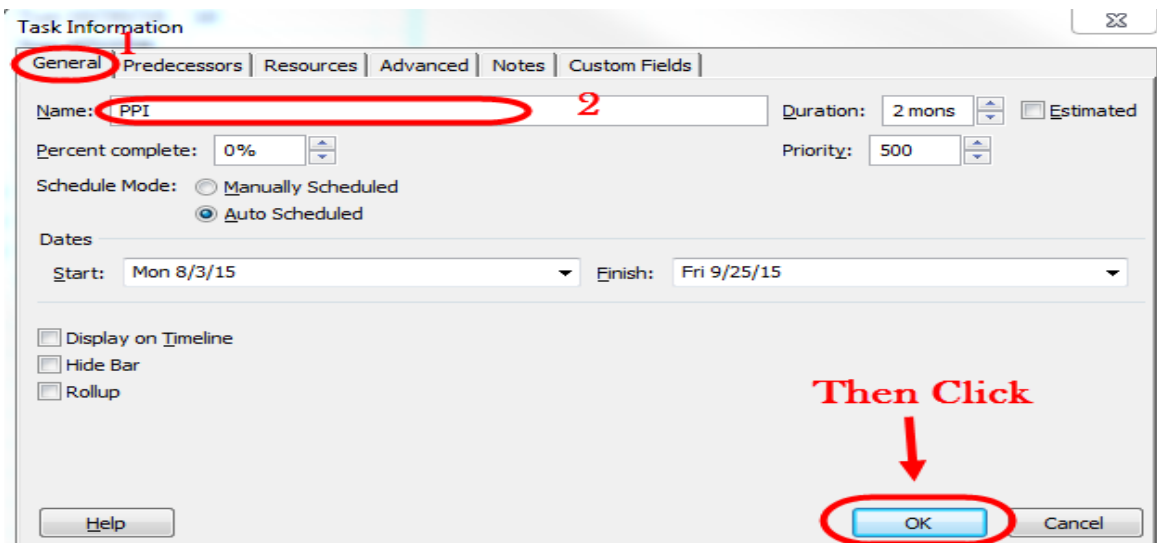 Task Information
1
General Predecessors Resources Advanced Notes Custom Fields
Name: PPI 2 Duration: 2 mons Estimated
Percent complete: 0% Priority: 500
Schedule Mode: Manually Scheduled
Auto Scheduled
Dates
Start: Mon 8/3/15 Finish: Fri 9/25/15
Display on Timeline
Hide Bar
Rollup
Then Click
Help OK Cancel